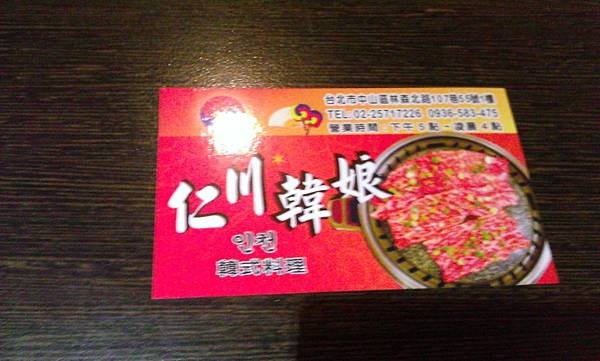 台北市中山區林森北路107巷55號1樓
TEL:02-25717226 0936-583-475
營業時間:下午5點-凌晨4點
仁川韓娘
인천
韓式料理